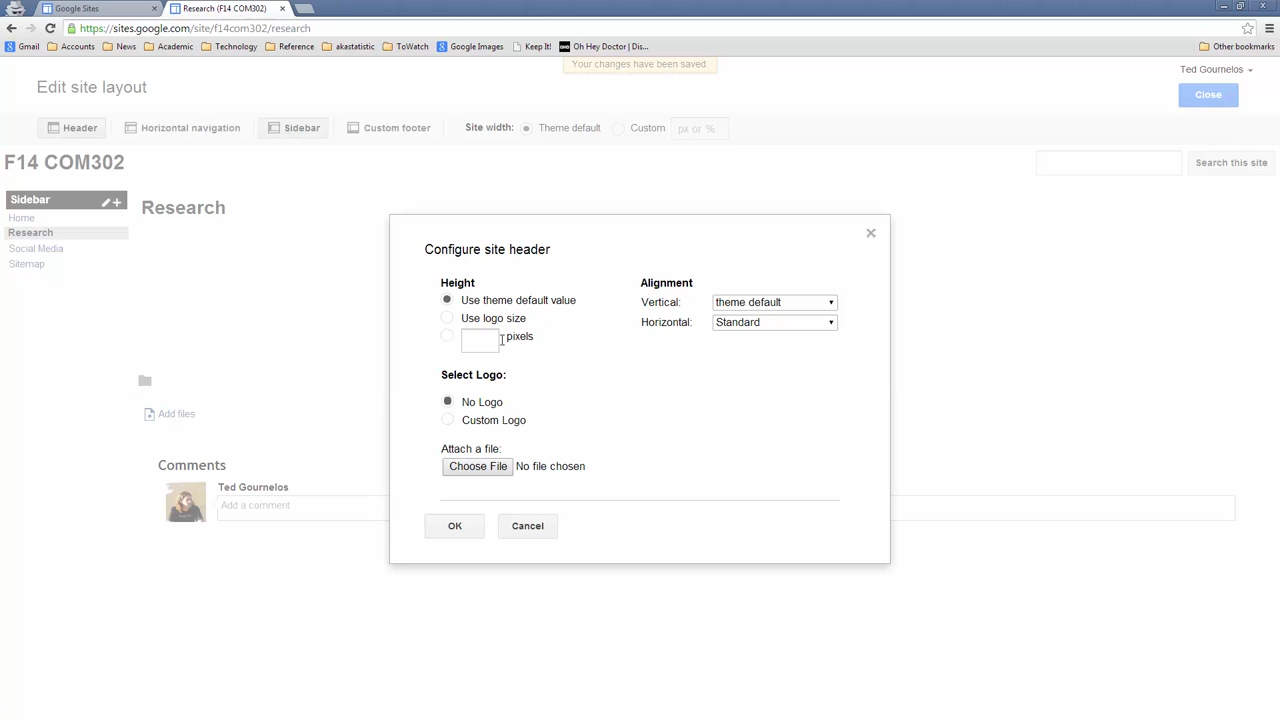 Google Sites
Research (F14 COM302)
https://sites.google.com/site/f14com302/research
Gmail Accounts News Academic Technology Reference akastatistic ToWatch Google Images Keep It! Oh Hey Doctor | Dis... Other bookmarks
Your changes have been saved.
Ted Gournelos
Edit site layout
Close
Header Horizontal navigation Sidebar Custom footer Site width: Theme default Custom px or %
F14 COM302
Search this site
Sidebar
Home
Research
Social Media
Sitemap
Research
Configure site header
Height
Use theme default value
Use logo size
pixels
Alignment
Vertical: theme default
Horizontal: Standard
Select Logo:
No Logo
Custom Logo
Attach a file:
Choose File No file chosen
OK Cancel
Add files
Comments
Ted Gournelos
Add a comment